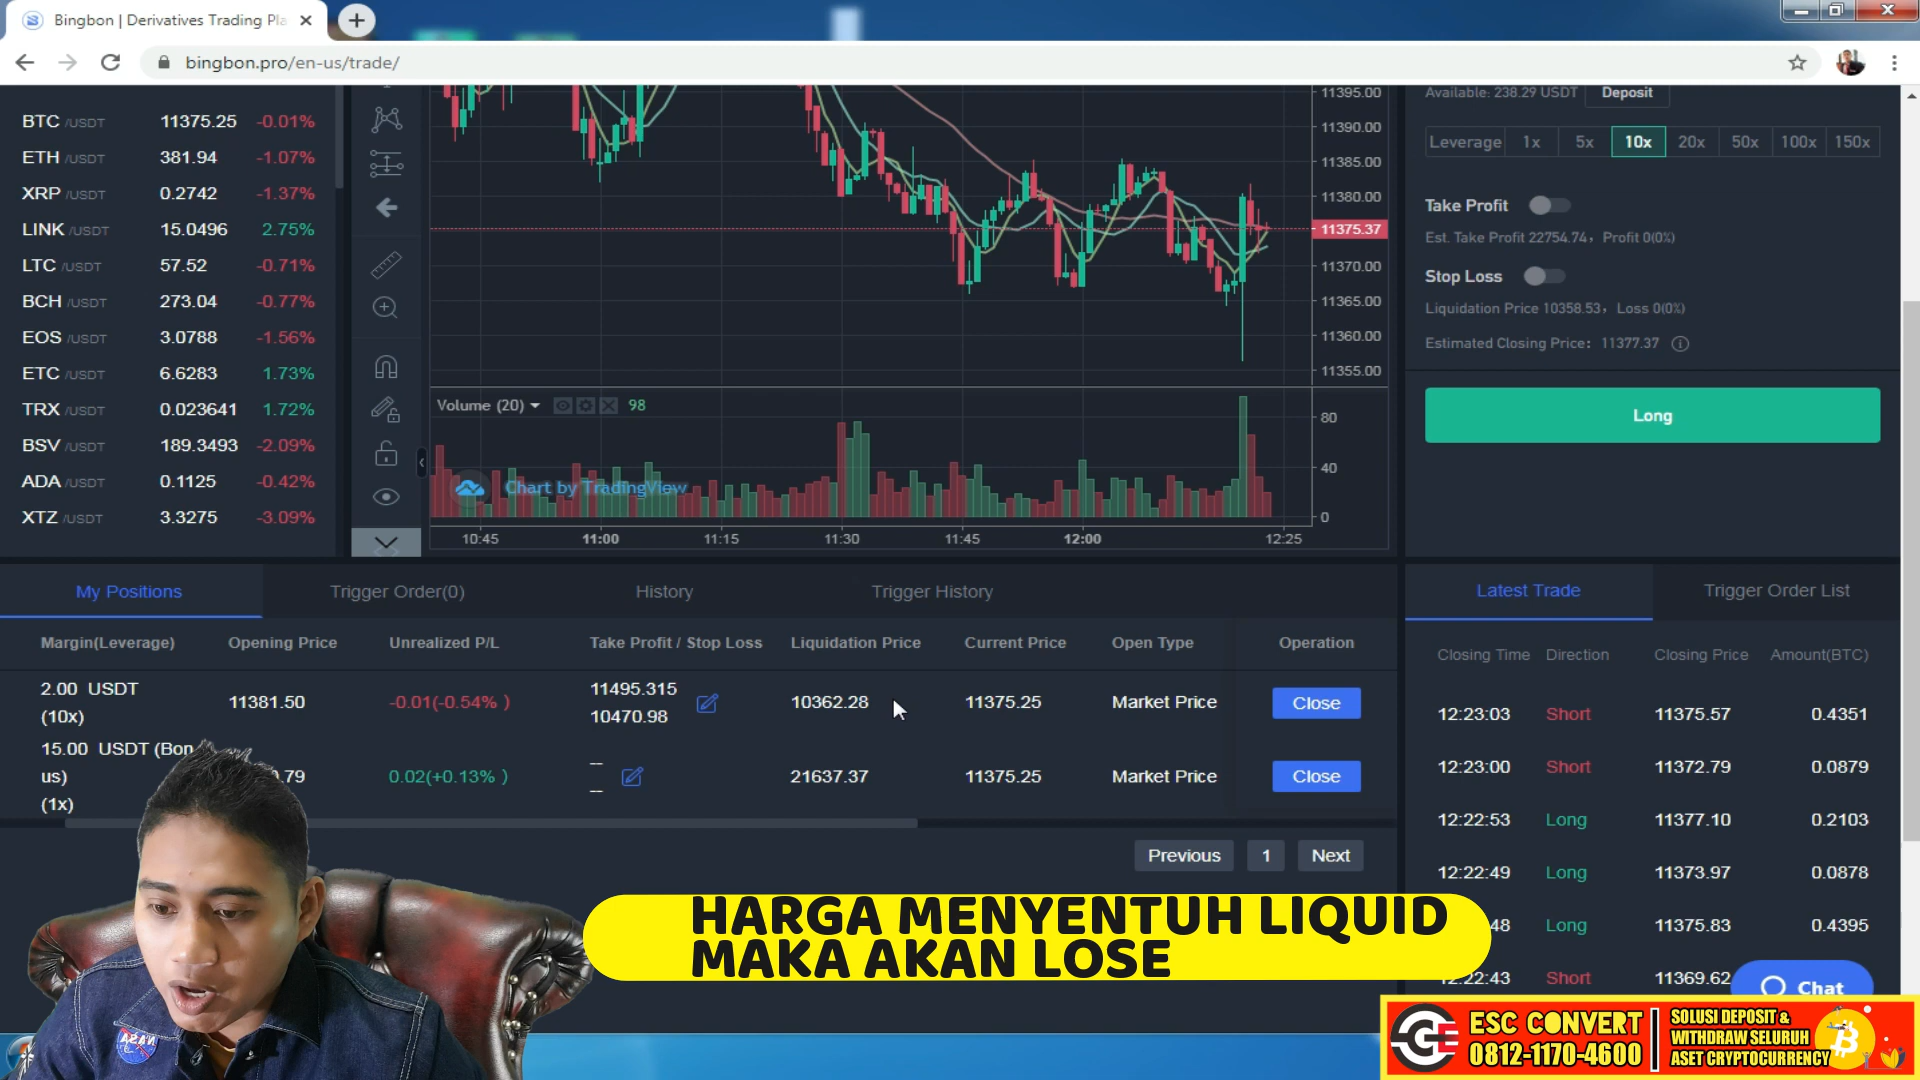 Bingbon | Derivatives Trading Pla
bingbon.pro/en-us/trade/
BTC /USDT 11375.25 -0.01%
ETH /USDT 381.94 -1.07%
XRP /USDT 0.2742 -1.37%
LINK /USDT 15.0496 2.75%
LTC /USDT 57.52 -0.71%
BCH /USDT 273.04 -0.77%
EOS /USDT 3.0788 -1.56%
ETC /USDT 6.6283 1.73%
TRX /USDT 0.023641 1.72%
BSV /USDT 189.3493 -2.09%
ADA /USDT 0.1125 -0.42%
XTZ /USDT 3.3275 -3.09%
11395.00
11390.00
11385.00
11380.00
11375.37
11370.00
11365.00
11360.00
11355.00
Volume (20) 98
80
40
0
Chart by TradingView
10:45 11:00 11:15 11:30 11:45 12:00 12:25
Available: 238.29 USDT Deposit
Leverage 1x 5x 10x 20x 50x 100x 150x
Take Profit
Est. Take Profit 22754.74, Profit 0(0%)
Stop Loss
Liquidation Price 10358.53, Loss 0(0%)
Estimated Closing Price: 11377.37
Long
My Positions Trigger Order(0) History Trigger History
Margin(Leverage) Opening Price Unrealized P/L Take Profit / Stop Loss Liquidation Price Current Price Open Type Operation
2.00 USDT
(10x)
11381.50 -0.01(-0.54% )
11495.315
10470.98
10362.28 11375.25 Market Price Close
15.00 USDT (Bon
us)
(1x)
.79 0.02(+0.13% )
--
--
21637.37 11375.25 Market Price Close
Previous 1 Next
Latest Trade Trigger Order List
Closing Time Direction Closing Price Amount(BTC)
12:23:03 Short 11375.57 0.4351
12:23:00 Short 11372.79 0.0879
12:22:53 Long 11377.10 0.2103
12:22:49 Long 11373.97 0.0878
48 Long 11375.83 0.4395
:22:43 Short 11369.62
Chat
HARGA MENYENTUH LIQUID
MAKA AKAN LOSE
NASA
ESC CONVERT
0812-1170-4600
SOLUSI DEPOSIT &
WITHDRAW SELURUH
ASET CRYPTOCURRENCY